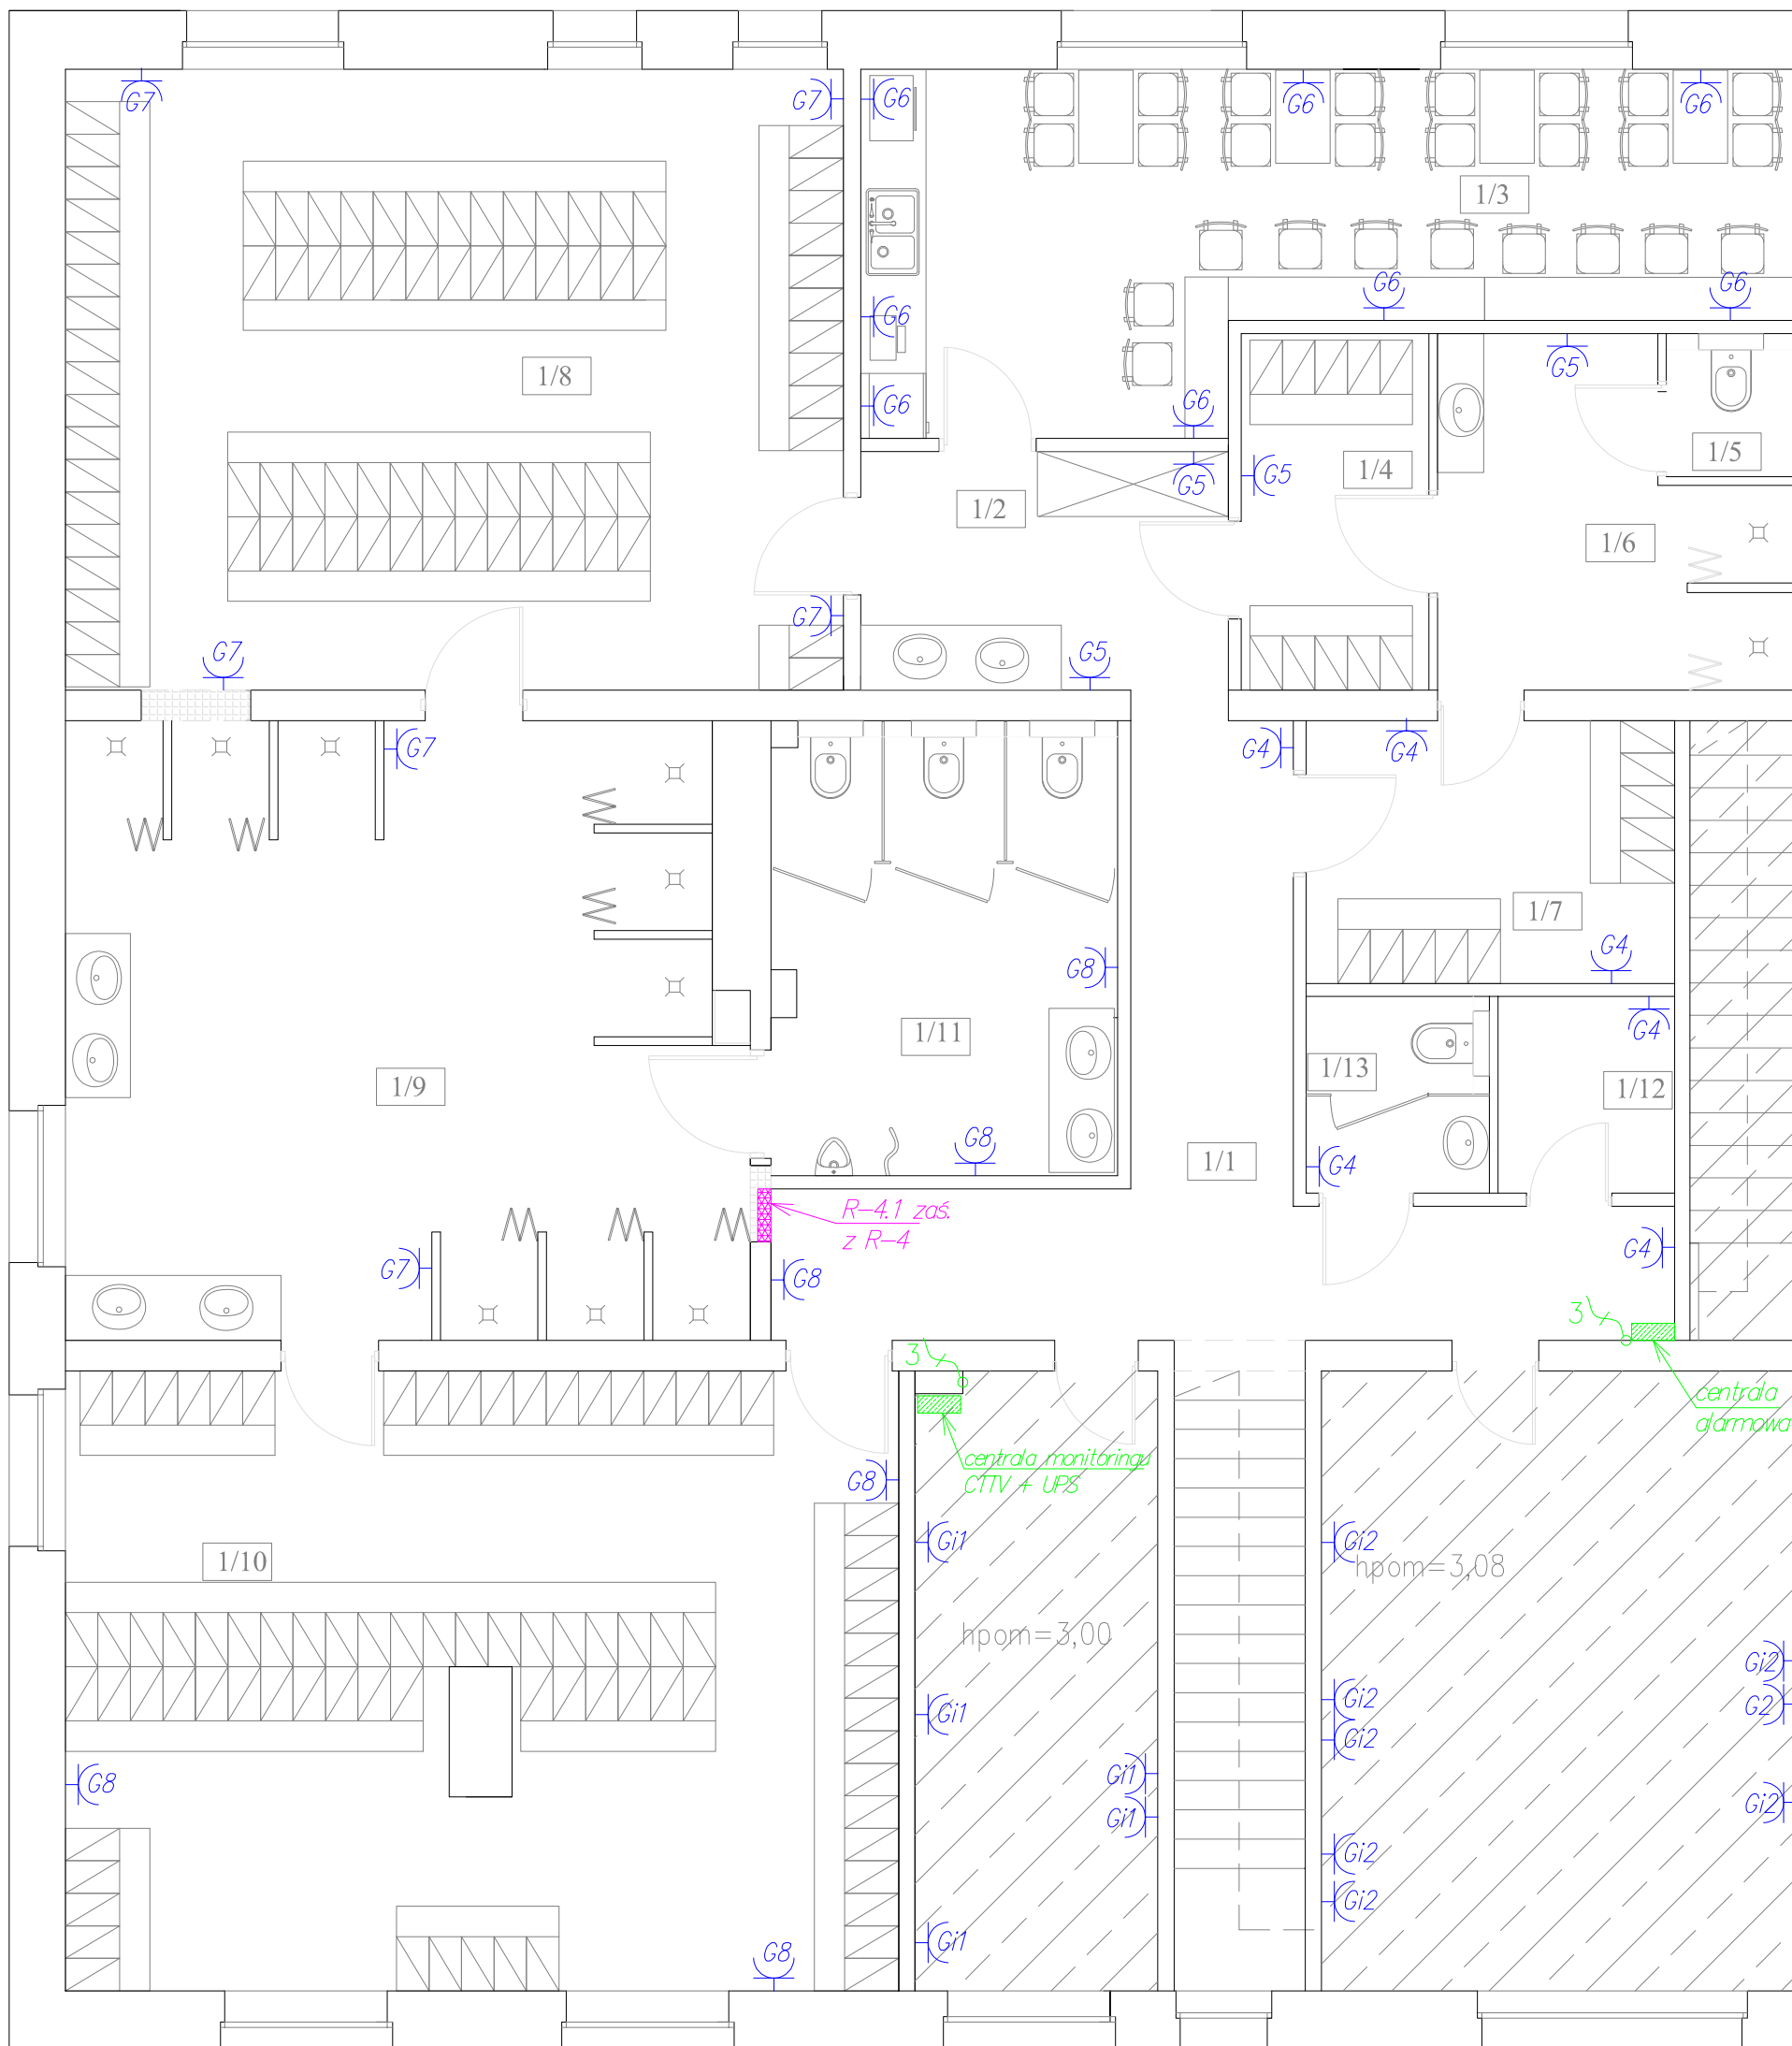 G7
G7
G6
G6
G6
1/3
G6
G6
G6
1/8
G5
G6
G6
1/4
1/5
G5
G5
1/2
1/6
G7
G7
G5
G7
G4
G4
1/7
G8
G4
1/11
G4
1/9
1/13
1/12
G8
1/1
G4
R-4.1 zaś.
z R-4
G7
G8
G4
3
3
centrala
alarmowa
centrala monitoringu
CTTV + UPS
G8
Gi1
Gi2
1/10
hpom=3,08
hpom=3,00
Gi2
Gi2
G2
Gi1
Gi2
Gi1
G8
Gi2
Gi1
Gi2
Gi2
Gi1
G8